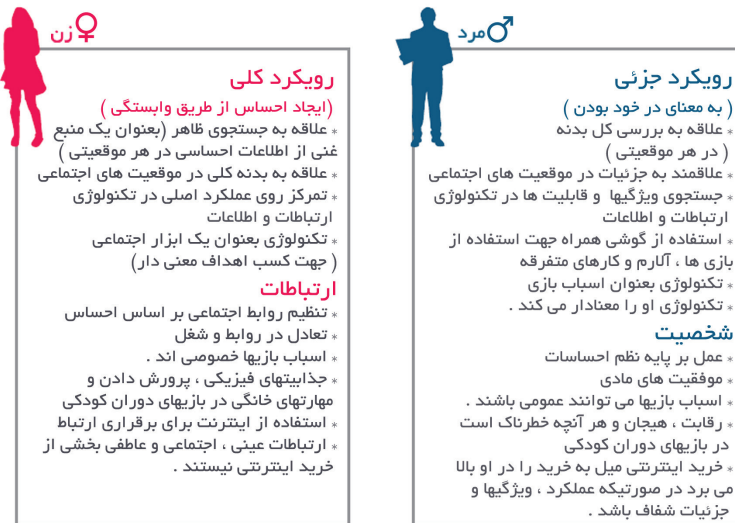 مرد
رویکرد جزئی
( به معنای در خود بودن )
* علاقه به بررسی کل بدنه
( در هر موقعیتی )
* علاقمند به جزئیات در موقعیت های اجتماعی
* جستجوی ویژگیها و قابلیت ها در تکنولوژی
ارتباطات و اطلاعات
* استفاده از گوشی همراه جهت استفاده از
بازی ها ، آلارم و کارهای متفرقه
* تکنولوژی بعنوان اسباب بازی
* تکنولوژی او را معنادار می کند .
شخصیت
* عمل بر پایه نظم احساسات
* موفقیت های مادی
* اسباب بازیها می توانند عمومی باشند .
* رقابت ، هیجان و هر آنچه خطرناک است
در بازیهای دوران کودکی
* خرید اینترنتی میل به خرید را در او بالا
می برد در صورتیکه عملکرد ، ویژگیها و
جزئیات شفاف باشد .
زن
رویکرد کلی
(ایجاد احساس از طریق وابستگی )
* علاقه به جستجوی ظاهر (بعنوان یک منبع
غنی از اطلاعات احساسی در هر موقعیتی )
* علاقه به بدنه کلی در موقعیت های اجتماعی
* تمرکز روی عملکرد اصلی در تکنولوژی
ارتباطات و اطلاعات
* تکنولوژی بعنوان یک ابزار اجتماعی
( جهت کسب اهداف معنی دار)
ارتباطات
* تنظیم روابط اجتماعی بر اساس احساس
* تعادل در روابط و شغل
* اسباب بازیها خصوصی اند .
* جذابیتهای فیزیکی ، پرورش دادن و
مهارتهای خانگی در بازیهای دوران کودکی
* استفاده از اینترنت برای برقراری ارتباط
* ارتباطات عینی ، اجتماعی و عاطفی بخشی از
خرید اینترنتی نیستند .